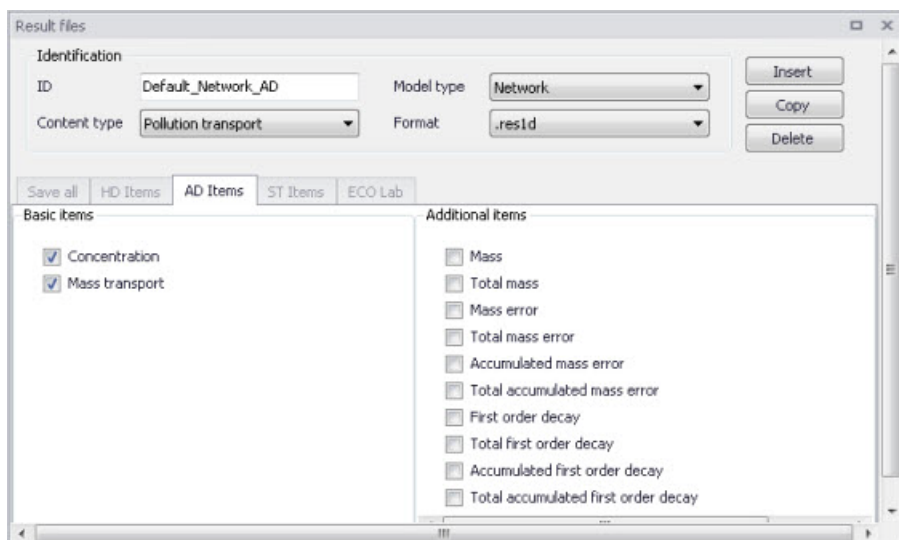 Result files
Identification
ID Default_Network_AD Model type Network Insert
Copy
Content type Pollution transport Format .res1d
Delete
Save all HD Items AD Items ST Items ECO Lab
Basic items Additional items
Concentration Mass
Mass transport Total mass
Mass error
Total mass error
Accumulated mass error
Total accumulated mass error
First order decay
Total first order decay
Accumulated first order decay
Total accumulated first order decay